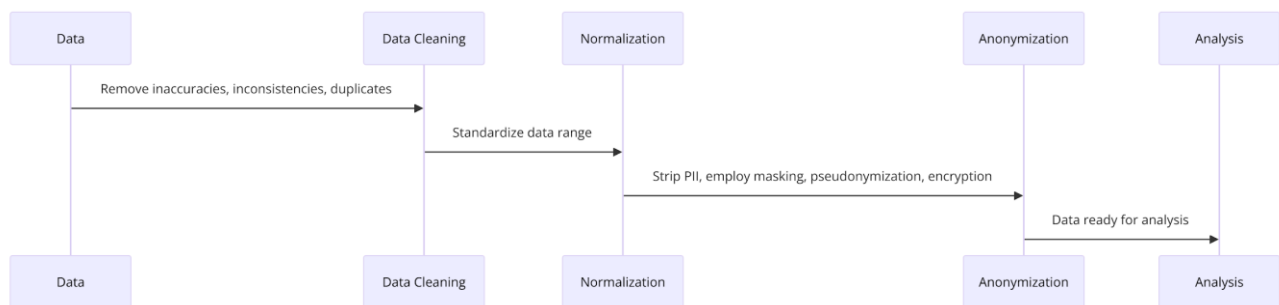 Data
Data Cleaning
Normalization
Anonymization
Analysis
Remove inaccuracies, inconsistencies, duplicates
Standardize data range
Strip PII, employ masking, pseudonymization, encryption
Data ready for analysis
Data
Data Cleaning
Normalization
Anonymization
Analysis